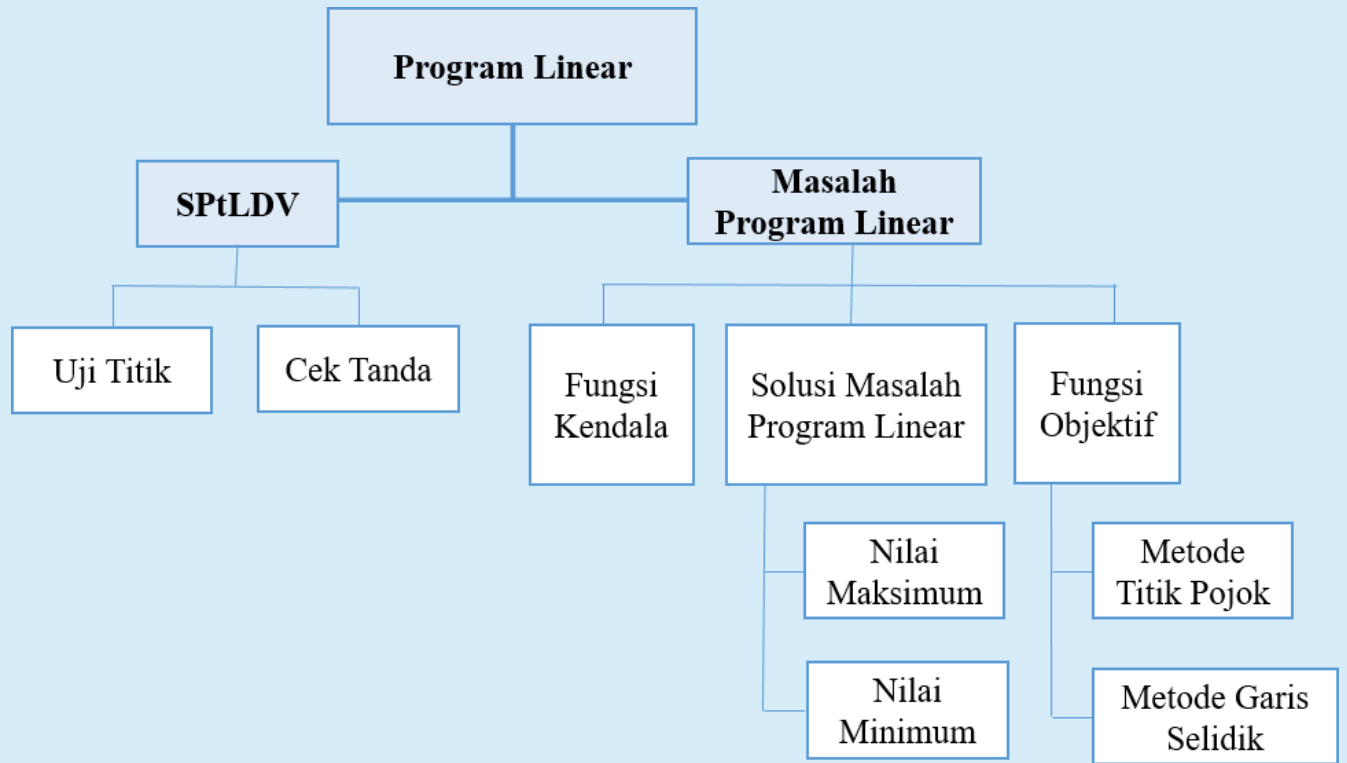 Program Linear
SPtLDV
Masalah
Program Linear
Uji Titik
Cek Tanda
Fungsi
Kendala
Solusi Masalah
Program Linear
Fungsi
Objektif
Nilai
Maksimum
Metode
Titik Pojok
Nilai
Minimum
Metode Garis
Selidik